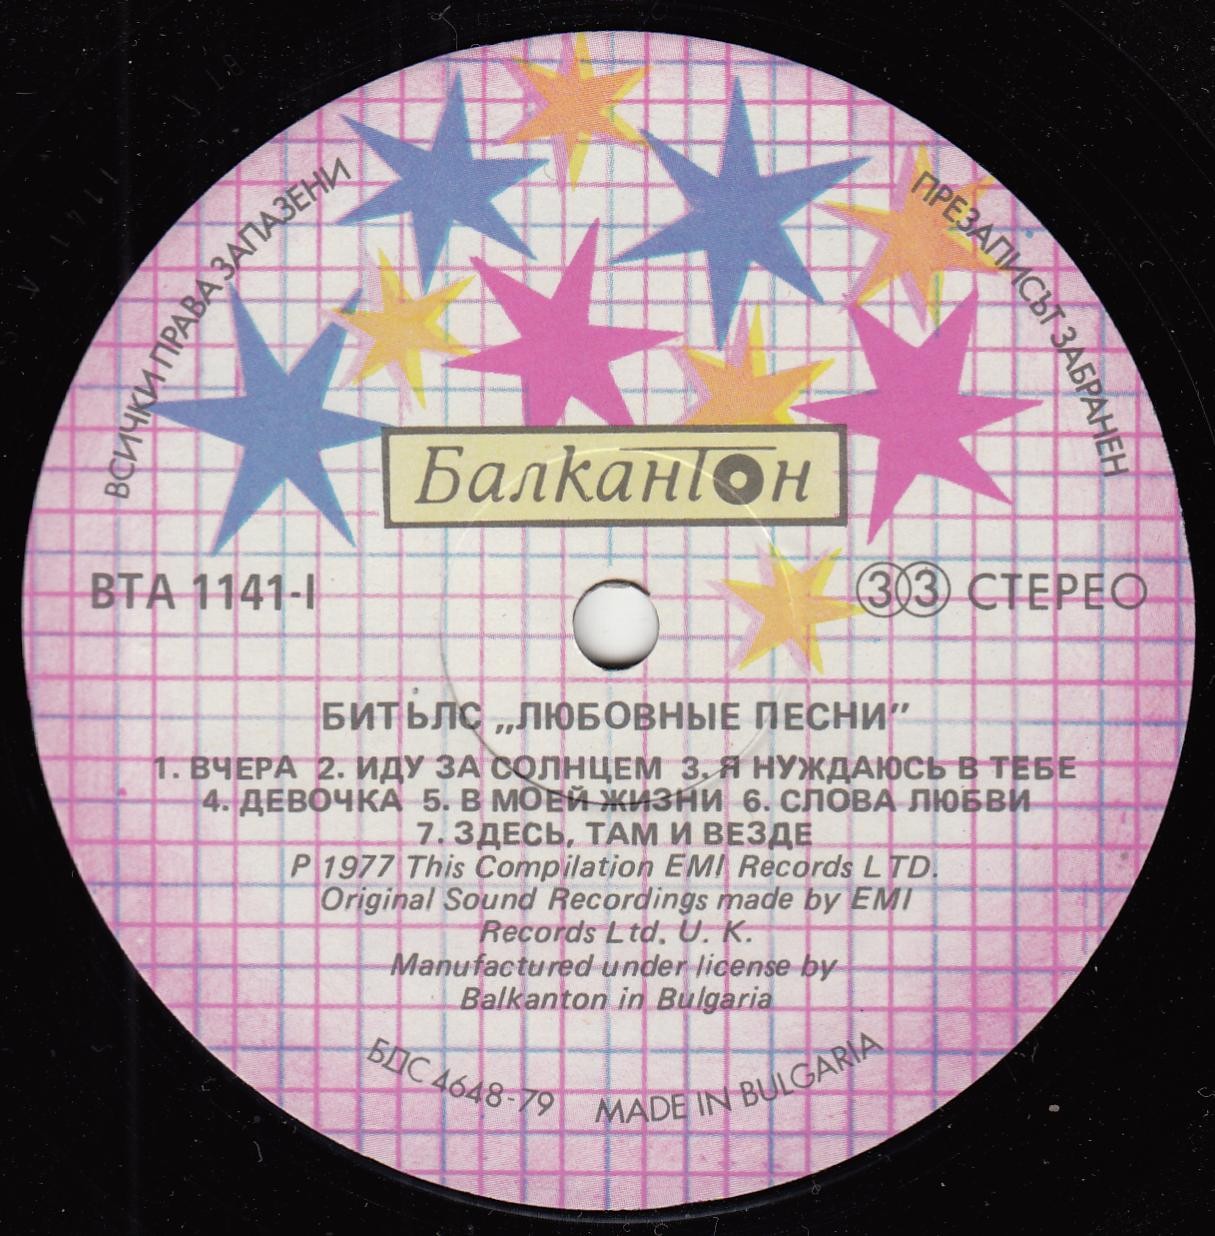 ВСИЧКИ ПРАВА ЗАПАЗЕНИ
ПРЕЗАПИСЪТ ЗАБРАНЕН
Балкантон
ВТА 1141-I
33 СТЕРЕО
БИТЬЛС „ЛЮБОВНЫЕ ПЕСНИ”
1. ВЧЕРА 2. ИДУ ЗА СОЛНЦЕМ 3. Я НУЖДАЮСЬ В ТЕБЕ
4. ДЕВОЧКА 5. В МОЕЙ ЖИЗНИ 6. СЛОВА ЛЮБВИ
7. ЗДЕСЬ, ТАМ И ВЕЗДЕ
P 1977 This Compilation EMI Records LTD.
Original Sound Recordings made by EMI
Records Ltd. U. K.
Manufactured under license by
Balkanton in Bulgaria
БДС 4648-79 MADE IN BULGARIA